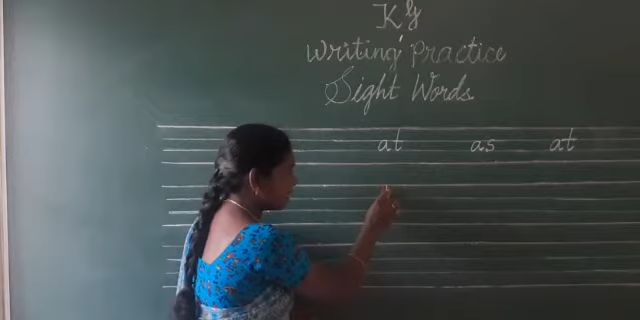 KG
Writing Practice
Sight Words
at as at